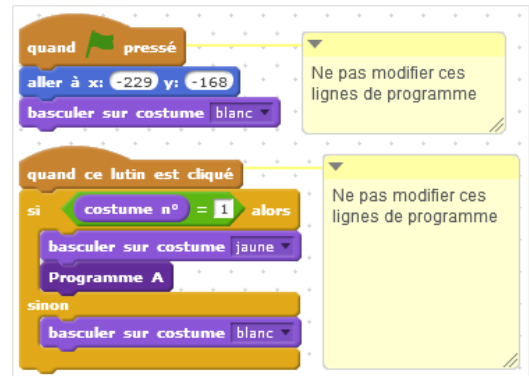 quand pressé
aller à x: -229 y: -168
basculer sur costume blanc
Ne pas modifier ces
lignes de programme
quand ce lutin est cliqué
si costume n° = 1 alors
basculer sur costume jaune
Programme A
sinon
basculer sur costume blanc
Ne pas modifier ces
lignes de programme